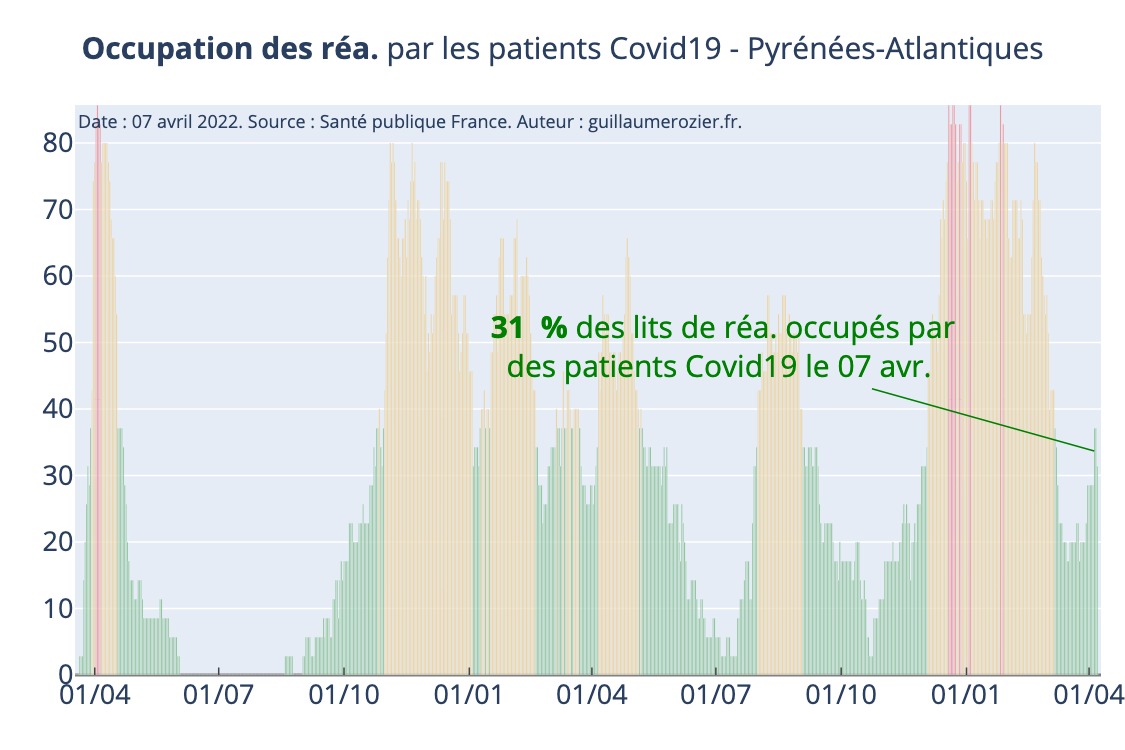 Occupation des réa. par les patients Covid19 - Pyrénées-Atlantiques
Date : 07 avril 2022. Source : Santé publique France. Auteur : guillaumerozier.fr.
80
70
60
50
40
30
20
10
0
31 % des lits de réa. occupés par
des patients Covid19 le 07 avr.
01/04 01/07 01/10 01/01 01/04 01/07 01/10 01/01 01/04